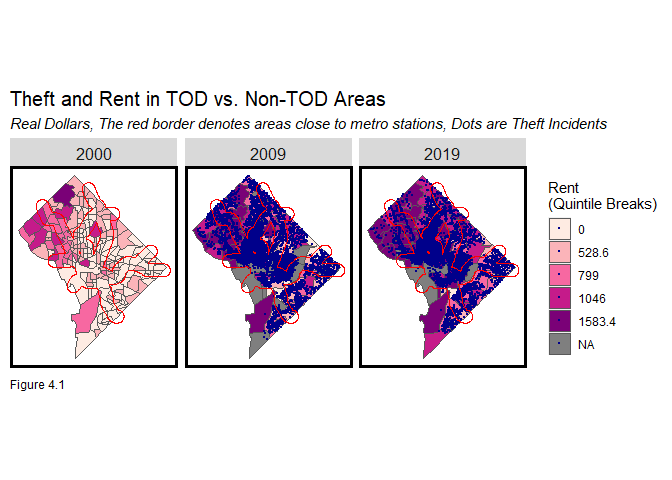 Theft and Rent in TOD vs. Non-TOD Areas
Real Dollars, The red border denotes areas close to metro stations, Dots are Theft Incidents
2000
2009
2019
Rent
(Quintile Breaks)
0
528.6
799
1046
1583.4
NA
Figure 4.1